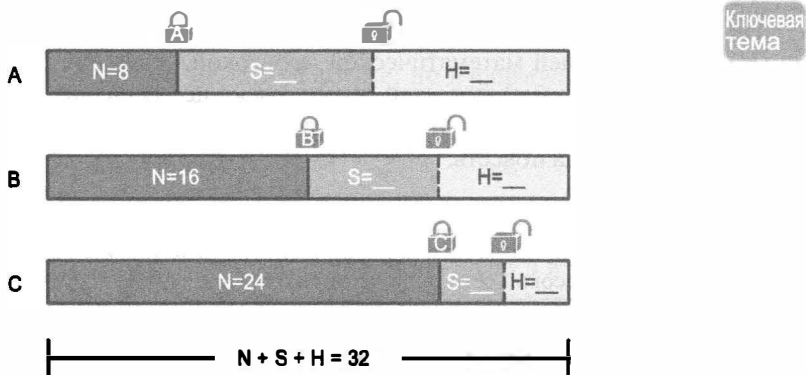 Ключевая
тема
A
A
N=8 S=__ H=__
B
B
N=16 S=__ H=__
C
C
N=24 S=__ H=__
N + S + H = 32